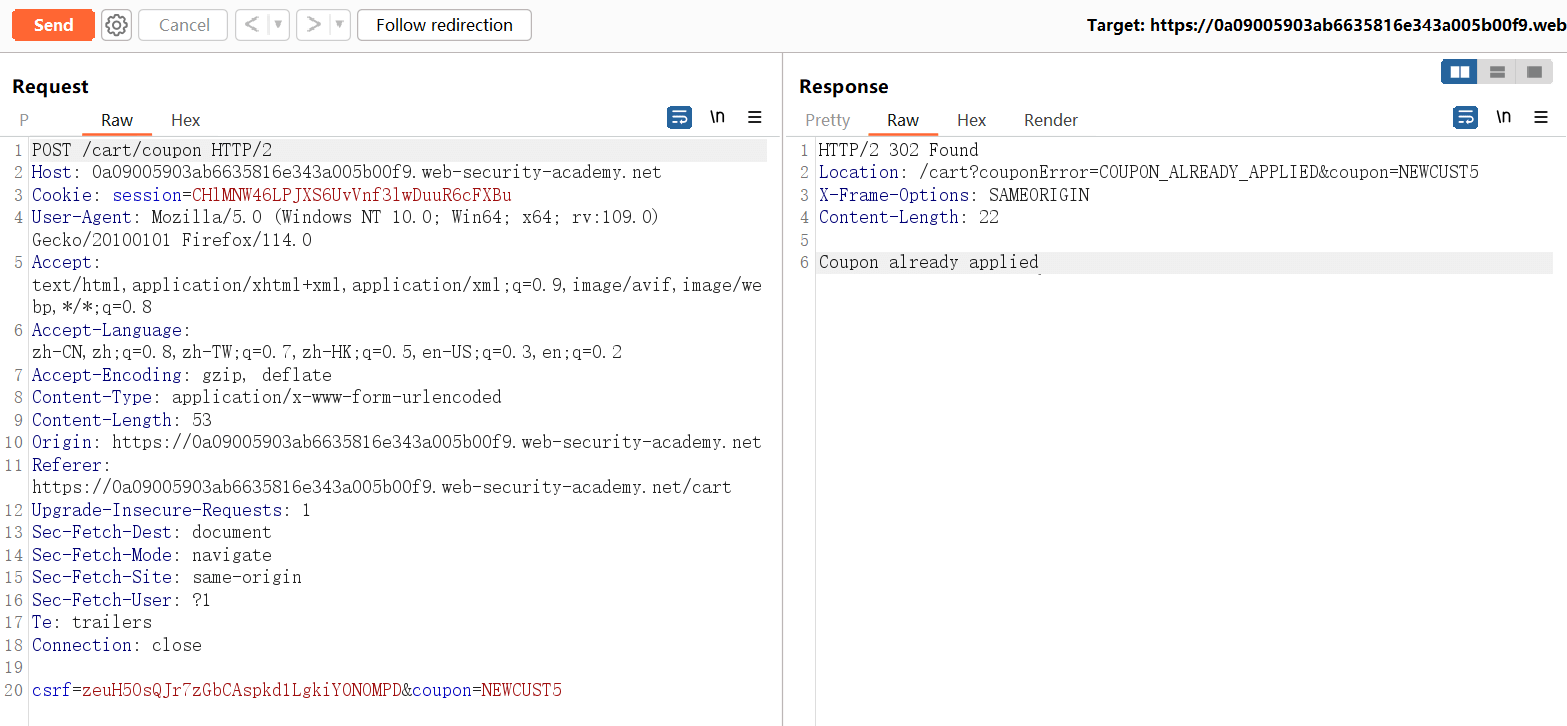 Send
Cancel
<
>
Follow redirection
Target: https://0a09005903ab6635816e343a005b00f9.web
Request
P
Raw
Hex
\n
1 POST /cart/coupon HTTP/2
2 Host: 0a09005903ab6635816e343a005b00f9.web-security-academy.net
3 Cookie: session=CHlMNW46LPJXS6UvVnf3lwDuuR6cFXBu
4 User-Agent: Mozilla/5.0 (Windows NT 10.0; Win64; x64; rv:109.0)
Gecko/20100101 Firefox/114.0
5 Accept:
text/html,application/xhtml+xml,application/xml;q=0.9,image/avif,image/we
bp,*/*;q=0.8
6 Accept-Language:
zh-CN,zh;q=0.8,zh-TW;q=0.7,zh-HK;q=0.5,en-US;q=0.3,en;q=0.2
7 Accept-Encoding: gzip, deflate
8 Content-Type: application/x-www-form-urlencoded
9 Content-Length: 53
10 Origin: https://0a09005903ab6635816e343a005b00f9.web-security-academy.net
11 Referer:
https://0a09005903ab6635816e343a005b00f9.web-security-academy.net/cart
12 Upgrade-Insecure-Requests: 1
13 Sec-Fetch-Dest: document
14 Sec-Fetch-Mode: navigate
15 Sec-Fetch-Site: same-origin
16 Sec-Fetch-User: ?1
17 Te: trailers
18 Connection: close
19
20 csrf=zeuH5OsQJr7zGbCAspkd1LgkiYONOMPD&coupon=NEWCUST5
Response
Pretty
Raw
Hex
Render
\n
1 HTTP/2 302 Found
2 Location: /cart?couponError=COUPON_ALREADY_APPLIED&coupon=NEWCUST5
3 X-Frame-Options: SAMEORIGIN
4 Content-Length: 22
5
6 Coupon already applied